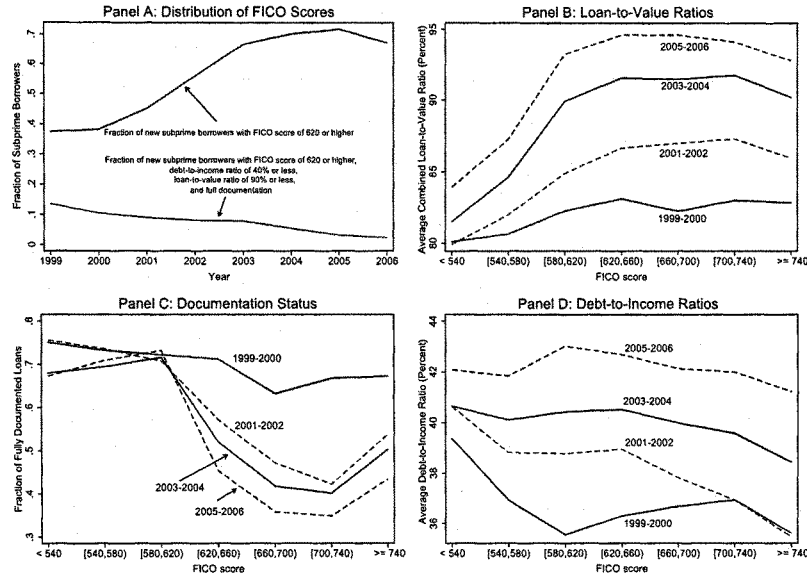 Panel A: Distribution of FICO Scores
Fraction of Subprime Borrowers
.7
.6
.5
.4
.3
.2
.1
0
Fraction of new subprime borrowers with FICO score of 620 or higher
Fraction of new subprime borrowers with FICO score of 620 or higher,
debt-to-income ratio of 40% or less,
loan-to-value ratio of 90% or less,
and full documentation
1999 2000 2001 2002 2003 2004 2005 2006
Year
Panel B: Loan-to-Value Ratios
Average Combined Loan-to-Value Ratio (Percent)
95
90
85
80
2005-2006
2003-2004
2001-2002
1999-2000
< 540 [540,580) [580,620) [620,660) [660,700) [700,740) >= 740
FICO score
Panel C: Documentation Status
Fraction of Fully Documented Loans
.8
.7
.6
.5
.4
.3
1999-2000
2001-2002
2003-2004
2005-2006
< 540 [540,580) [580,620) [620,660) [660,700) [700,740) >= 740
FICO score
Panel D: Debt-to-Income Ratios
Average Debt-to-Income Ratio (Percent)
44
42
40
38
36
2005-2006
2003-2004
2001-2002
1999-2000
< 540 [540,580) [580,620) [620,660) [660,700) [700,740) >= 740
FICO score